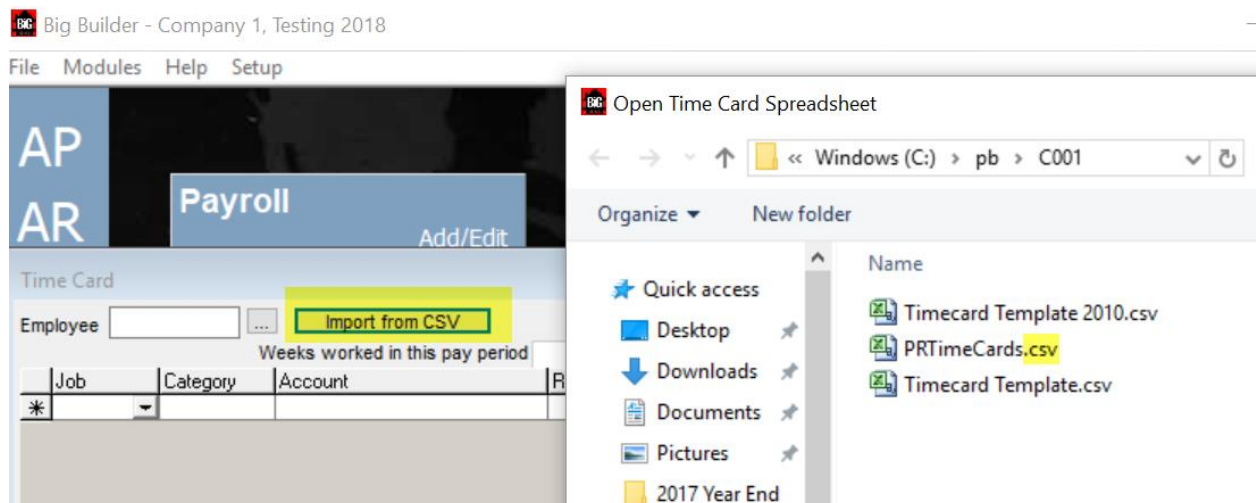 BIG Big Builder - Company 1, Testing 2018
File Modules Help Setup
AP
AR
Payroll
Add/Edit
Time Card
Employee ... Import from CSV
Weeks worked in this pay period
Job Category Account R
BIG Open Time Card Spreadsheet
« Windows (C:) > pb > C001
Organize New folder
Name
Quick access
Desktop
Downloads
Documents
Pictures
2017 Year End
Timecard Template 2010.csv
PRTimeCards.csv
Timecard Template.csv